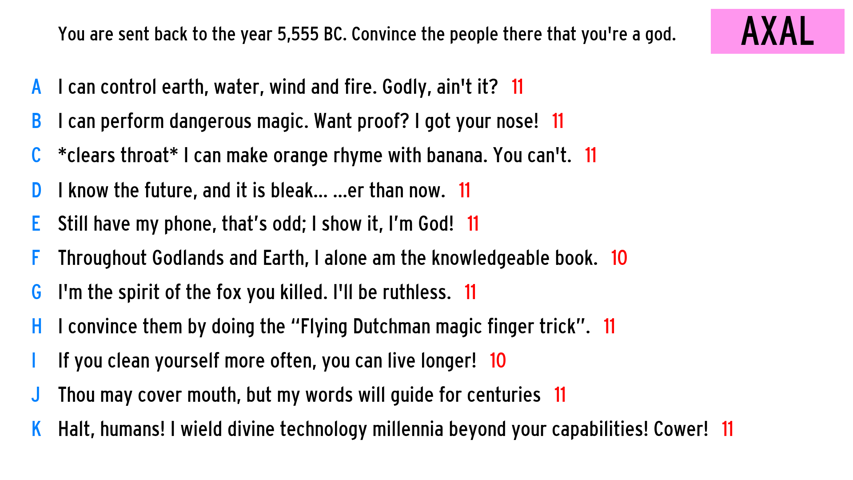 You are sent back to the year 5,555 BC. Convince the people there that you're a god.
AXAL
A I can control earth, water, wind and fire. Godly, ain't it? 11
B I can perform dangerous magic. Want proof? I got your nose! 11
C *clears throat* I can make orange rhyme with banana. You can't. 11
D I know the future, and it is bleak... ...er than now. 11
E Still have my phone, that’s odd; I show it, I’m God! 11
F Throughout Godlands and Earth, I alone am the knowledgeable book. 10
G I'm the spirit of the fox you killed. I'll be ruthless. 11
H I convince them by doing the “Flying Dutchman magic finger trick”. 11
I If you clean yourself more often, you can live longer! 10
J Thou may cover mouth, but my words will guide for centuries 11
K Halt, humans! I wield divine technology millennia beyond your capabilities! Cower! 11